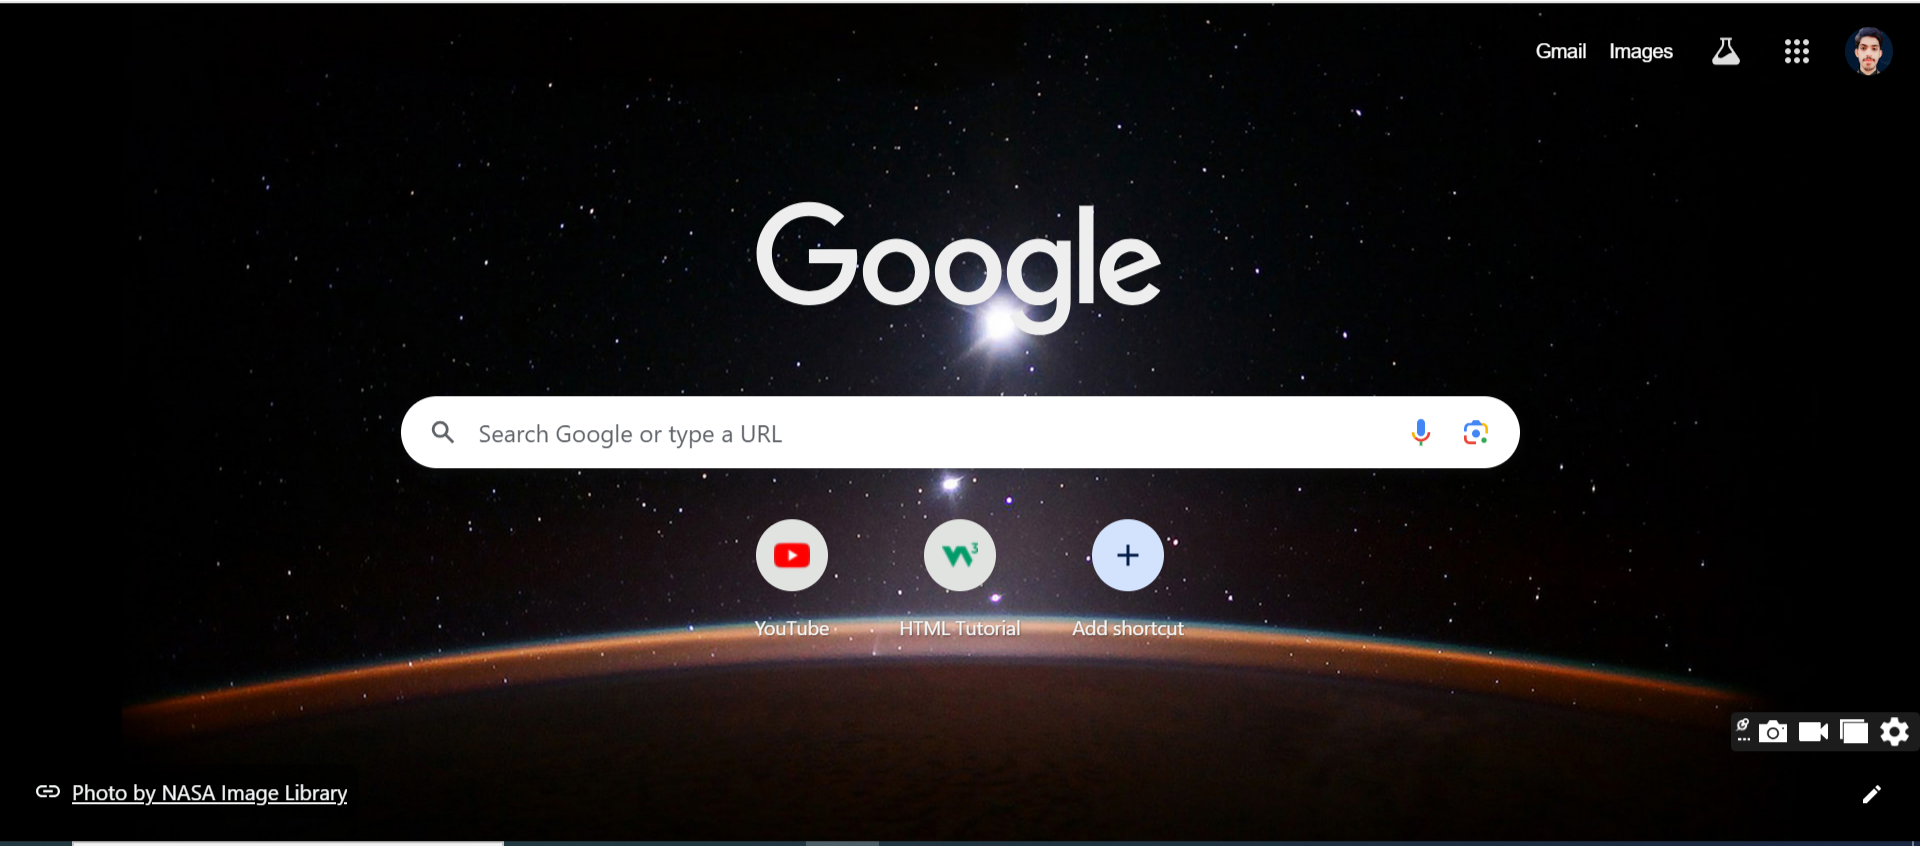 Gmail Images
Google
Search Google or type a URL
YouTube
HTML Tutorial
Add shortcut
Photo by NASA Image Library